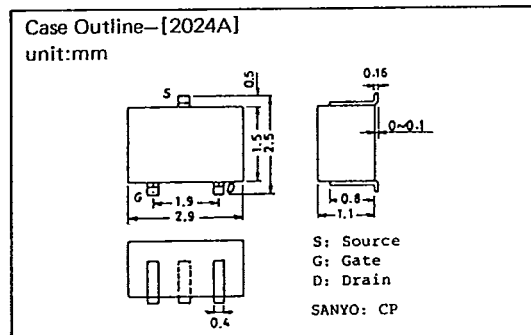 Case Outline—[2024A]
unit:mm
S
0.5
1.5
2.5
G
D
1.9
2.9
0.16
0~0.1
0.8
1.1
0.4
S: Source
G: Gate
D: Drain
SANYO: CP